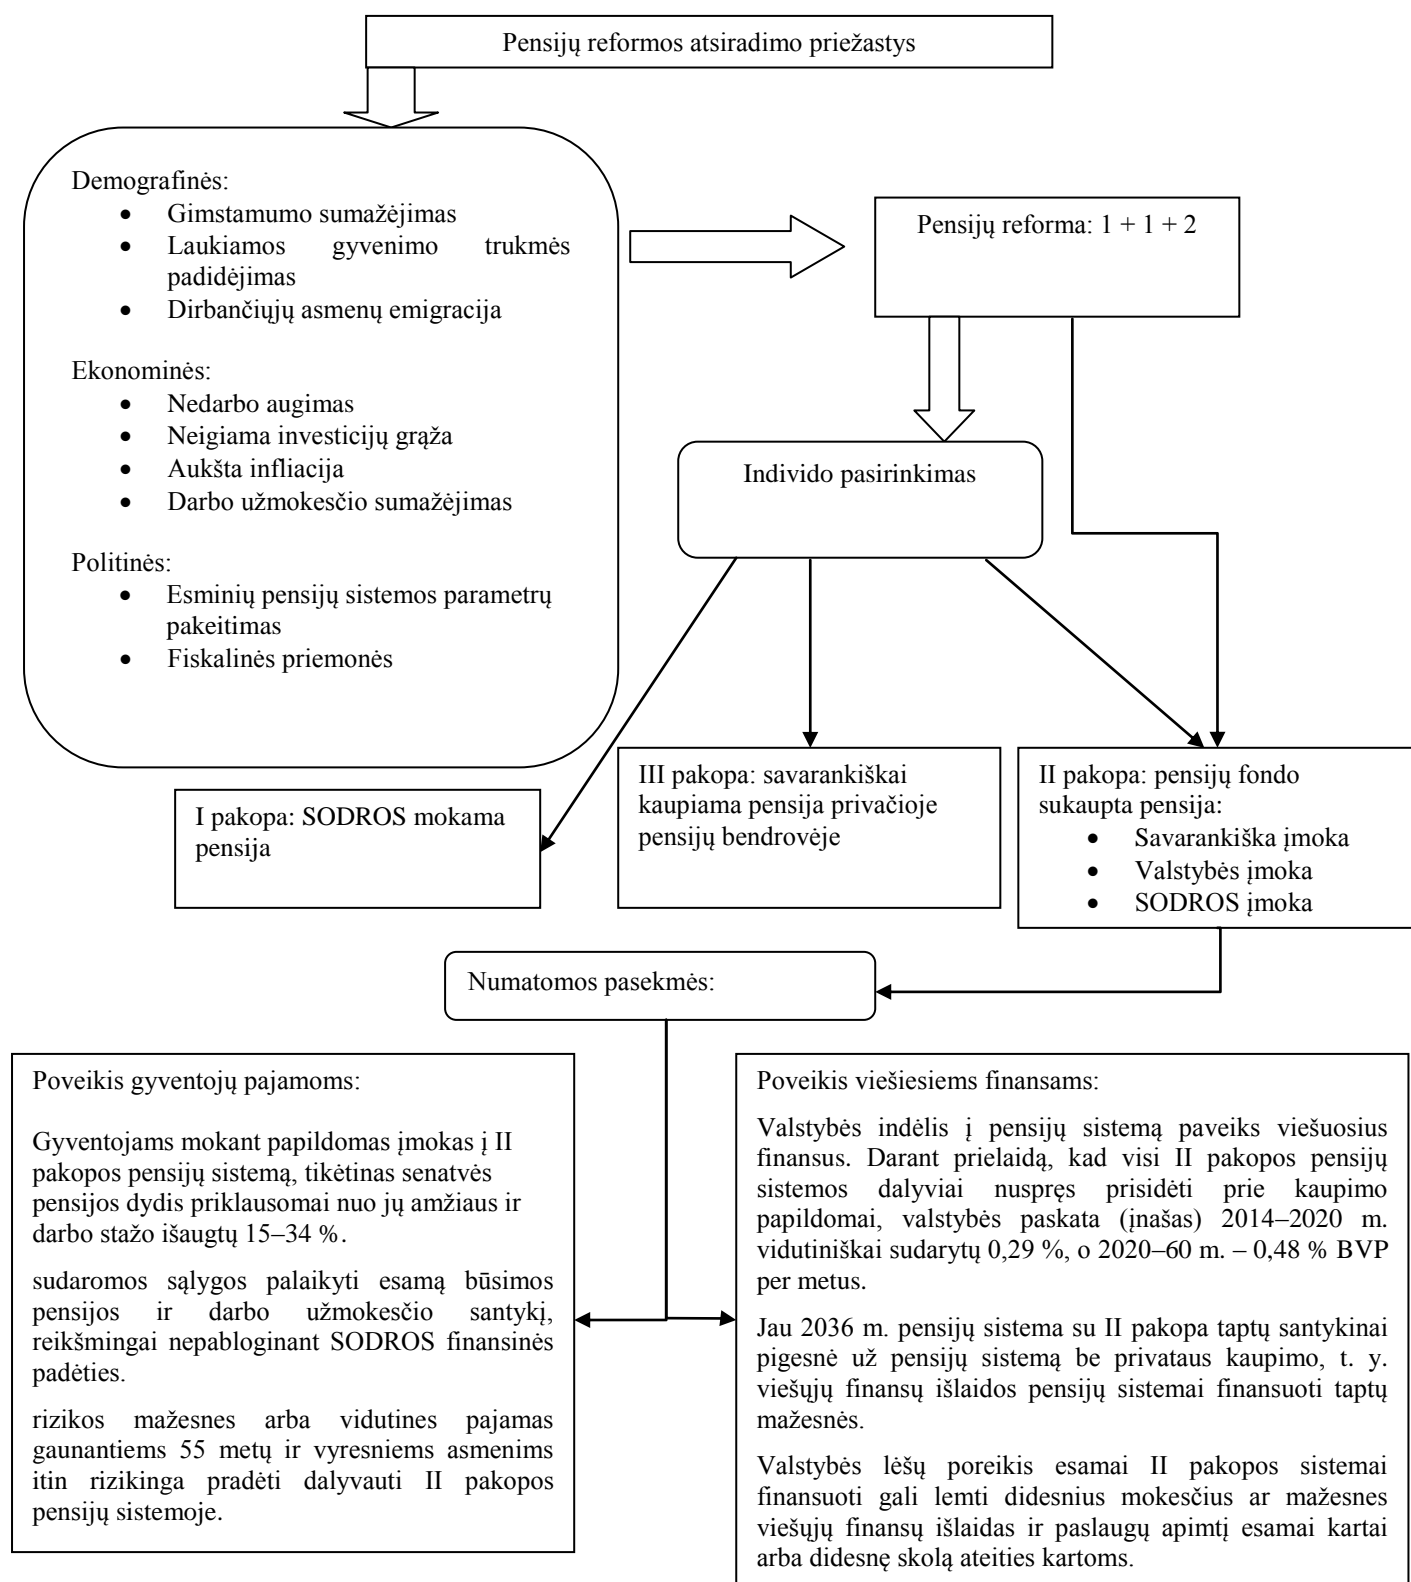 Pensijų reformos atsiradimo priežastys
Demografinės:
• Gimstamumo sumažėjimas
• Laukiamos gyvenimo trukmės
padidėjimas
• Dirbančiųjų asmenų emigracija
Ekonominės:
• Nedarbo augimas
• Neigiama investicijų grąža
• Aukšta infliacija
• Darbo užmokesčio sumažėjimas
Politinės:
• Esminių pensijų sistemos parametrų
pakeitimas
• Fiskalinės priemonės
Pensijų reforma: 1 + 1 + 2
Individo pasirinkimas
I pakopa: SODROS mokama
pensija
III pakopa: savarankiškai
kaupiama pensija privačioje
pensijų bendrovėje
II pakopa: pensijų fondo
sukaupta pensija:
• Savarankiška įmoka
• Valstybės įmoka
• SODROS įmoka
Numatomos pasekmės:
Poveikis gyventojų pajamoms:
Gyventojams mokant papildomas įmokas į II
pakopos pensijų sistemą, tikėtinas senatvės
pensijos dydis priklausomai nuo jų amžiaus ir
darbo stažo išaugtų 15–34 %.
sudaromos sąlygos palaikyti esamą būsimos
pensijos ir darbo užmokesčio santykį,
reikšmingai nepabloginant SODROS finansinės
padėties.
rizikos mažesnes arba vidutines pajamas
gaunantiems 55 metų ir vyresniems asmenims
itin rizikinga pradėti dalyvauti II pakopos
pensijų sistemoje.
Poveikis viešiesiems finansams:
Valstybės indėlis į pensijų sistemą paveiks viešuosius
finansus. Darant prielaidą, kad visi II pakopos pensijų
sistemos dalyviai nuspręs prisidėti prie kaupimo
papildomai, valstybės paskata (įnašas) 2014–2020 m.
vidutiniškai sudarytų 0,29 %, o 2020–60 m. – 0,48 % BVP
per metus.
Jau 2036 m. pensijų sistema su II pakopa taptų santykinai
pigesnė už pensijų sistemą be privataus kaupimo, t. y.
viešųjų finansų išlaidos pensijų sistemai finansuoti taptų
mažesnės.
Valstybės lėšų poreikis esamai II pakopos sistemai
finansuoti gali lemti didesnius mokesčius ar mažesnes
viešųjų finansų išlaidas ir paslaugų apimtį esamai kartai
arba didesnę skolą ateities kartoms.